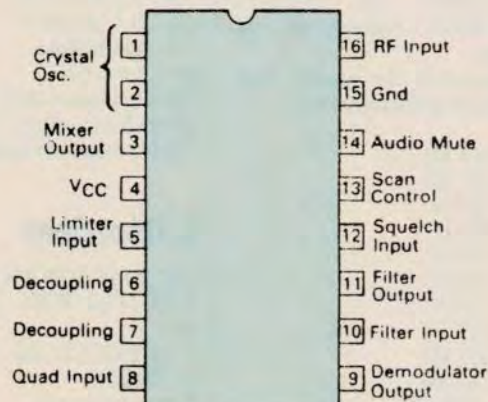 Crystal
Osc.
1
2
Mixer
Output
3
VCC
4
Limiter
Input
5
Decoupling
6
Decoupling
7
Quad Input
8
16
RF Input
15
Gnd
14
Audio Mute
13
Scan
Control
12
Squelch
Input
11
Filter
Output
10
Filter Input
9
Demodulator
Output